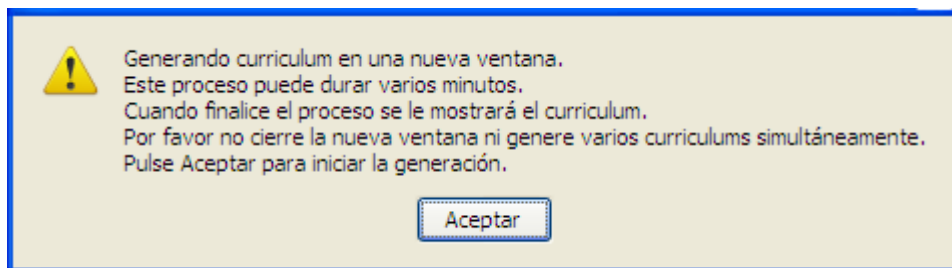 Generando curriculum en una nueva ventana.
Este proceso puede durar varios minutos.
Cuando finalice el proceso se le mostrará el curriculum.
Por favor no cierre la nueva ventana ni genere varios curriculums simultáneamente.
Pulse Aceptar para iniciar la generación.
Aceptar